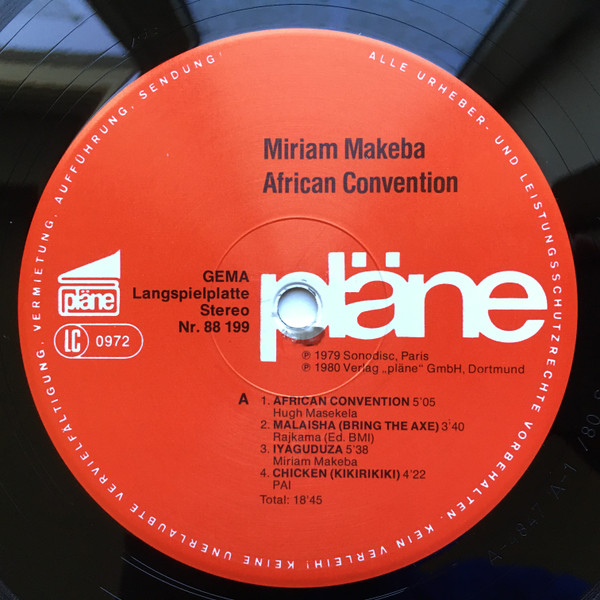 ALLE URHEBER- UND LEISTUNGSSCHUTZRECHTE VORBEHALTEN. KEIN VERLEIH! KEINE UNERLAUBTE VERVIELFÄLTIGUNG, VERMIETUNG, AUFFÜHRUNG, SENDUNG!
Miriam Makeba
African Convention
pläne
LC 0972
GEMA
Langspielplatte
Stereo
Nr. 88 199
pläne
℗ 1979 Sonodisc, Paris
℗ 1980 Verlag „pläne" GmbH, Dortmund
A
1. AFRICAN CONVENTION 5'05
Hugh Masekela
2. MALAISHA (BRING THE AXE) 3'40
Rajkama (Ed. BMI)
3. IYAGUDUZA 5'38
Miriam Makeba
4. CHICKEN (KIKIRIKIKI) 4'22
PAI
Total: 18'45